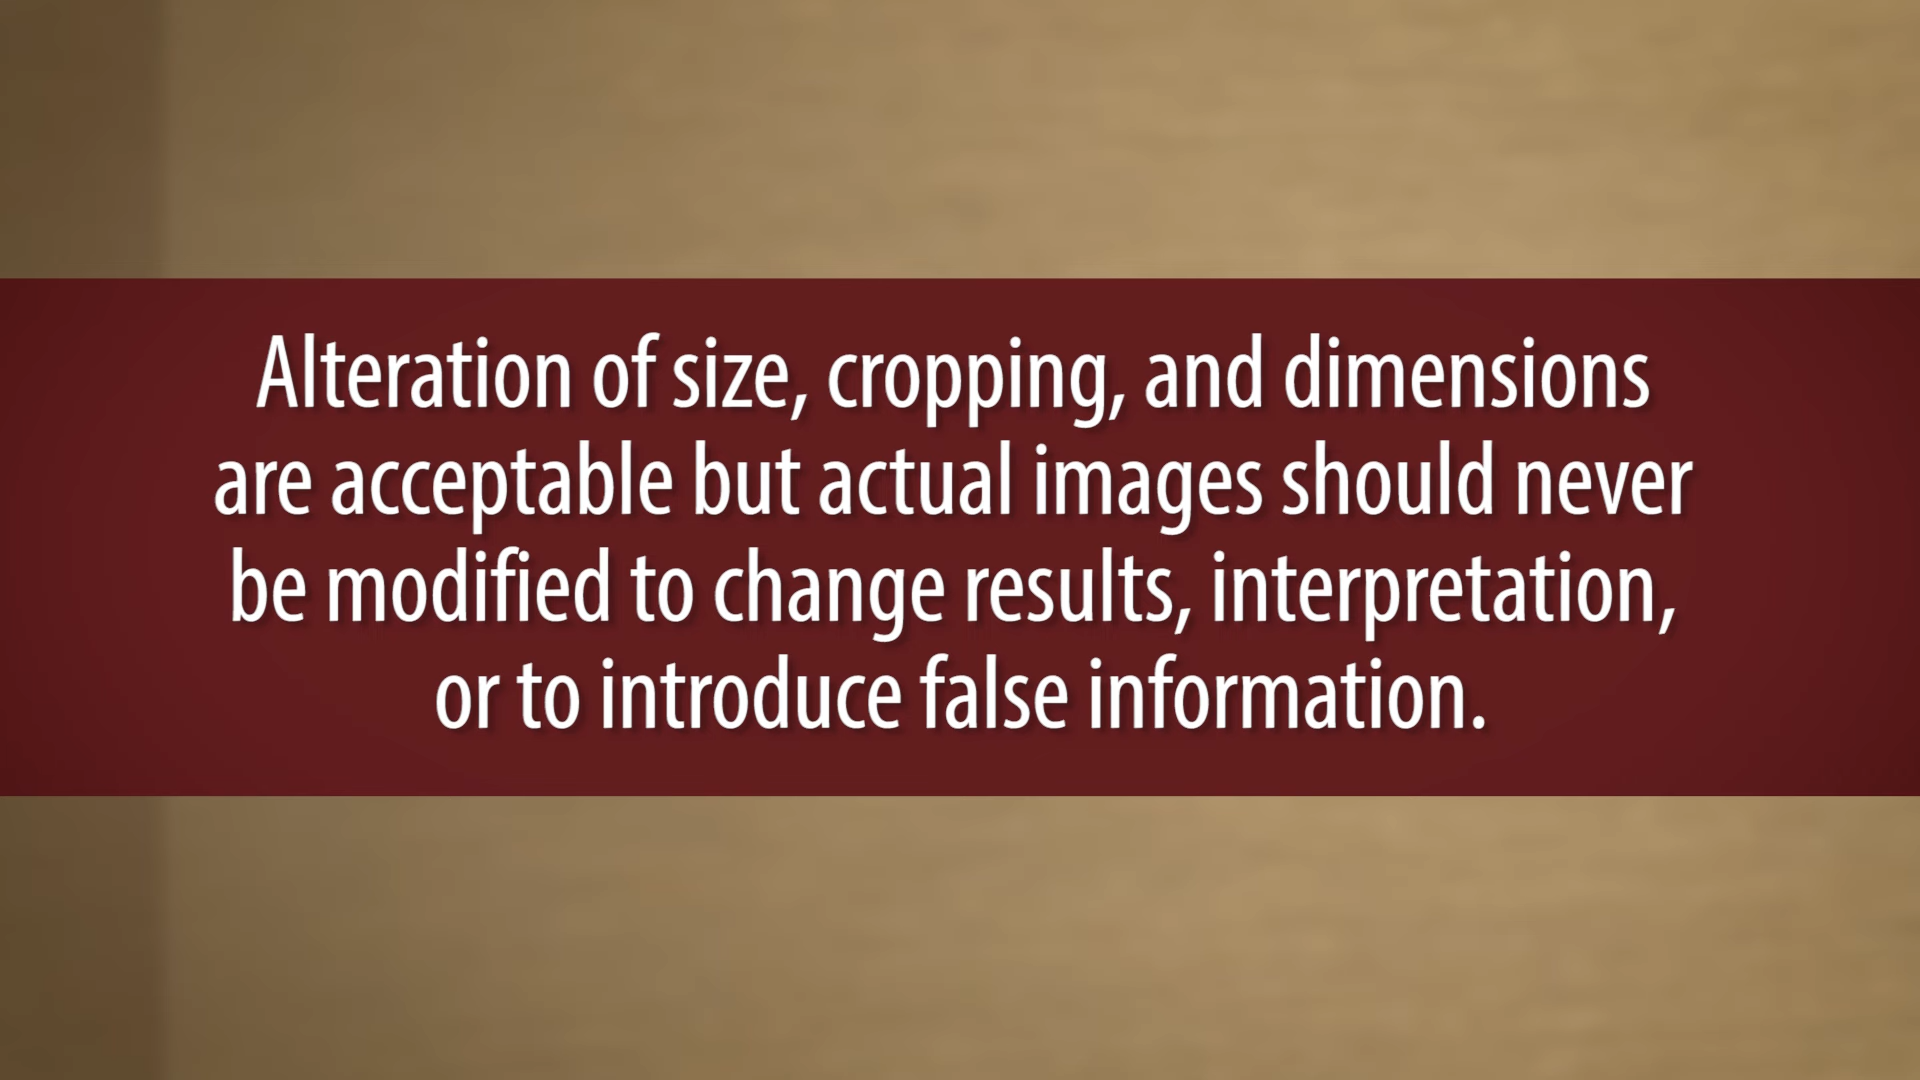 Alteration of size, cropping, and dimensions
are acceptable but actual images should never
be modified to change results, interpretation,
or to introduce false information.